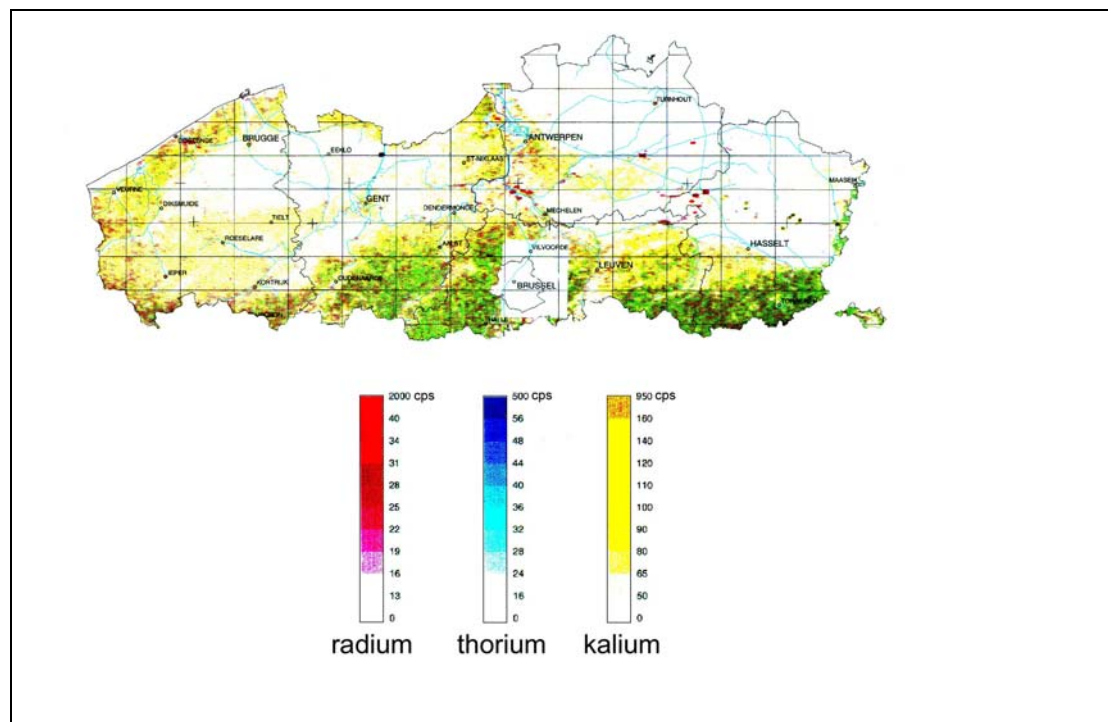 TURNHOUT
BRUGGE
ANTWERPEN
EEKLO
ST-NIKLAAS
MAASEIK
VEURNE
GENT
DIKSMUIDE
DENDERMONDE
MECHELEN
TIELT
ROESELARE
AALST
VILVOORDE
HASSELT
LEUVEN
IEPER
OUDENAARDE
KORTRIJK
BRUSSEL
2000 cps 500 cps 950 cps
40 56 160
34 48 140
31 44 120
28 40 110
25 36 100
22 32 90
19 28 80
16 24 65
13 16 50
0 0 0
radium thorium kalium